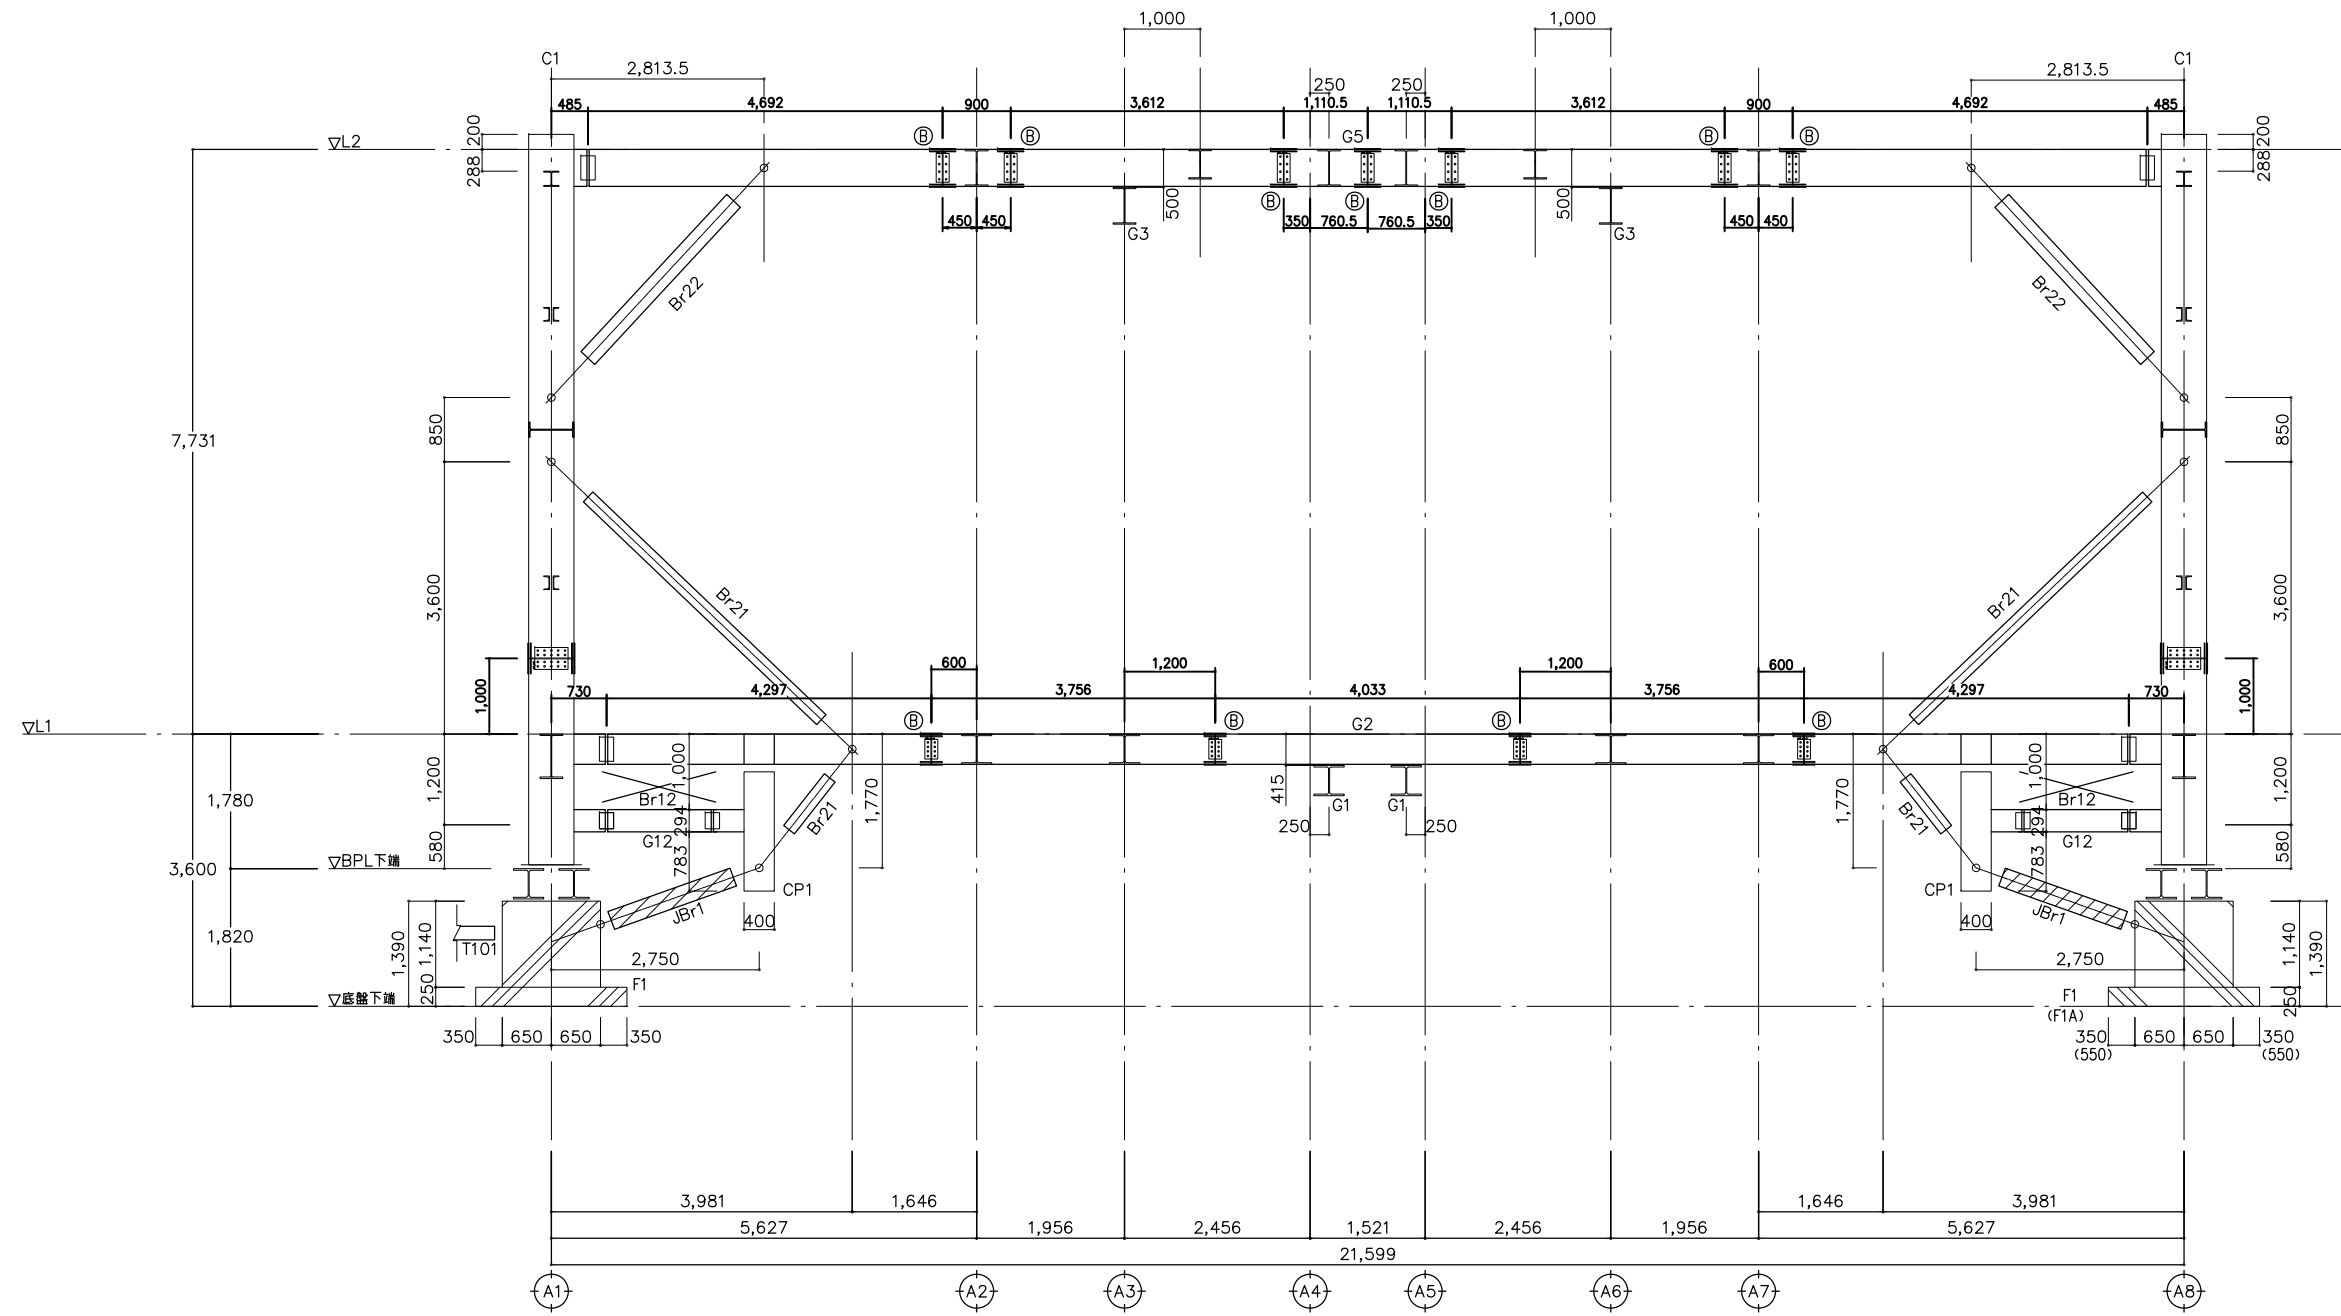 1,000
1,000
C1
C1
2,813.5
2,813.5
250
250
485
4,692
900
3,612
1,110.5
1,110.5
3,612
900
4,692
485
200
288
▽L2
B
B
G5
B
B
200
288
500
500
B
B
B
450
450
350
760.5
760.5
350
450
450
G3
G3
Br22
Br22
850
7,731
850
3,600
Br21
Br21
3,600
1,000
600
1,200
1,200
600
1,000
730
4,297
3,756
4,033
3,756
4,297
730
▽L1
B
B
G2
B
B
1,200
1,780
1,000
1,770
415
1,770
1,000
1,200
Br12
G1
G1
Br12
294
Br21
250
250
Br21
294
G12
G12
580
783
783
580
▽BPL下端
3,600
CP1
CP1
JBr1
JBr1
400
400
1,820
1,390
1,140
T101
1,140
1,390
2,750
2,750
250
F1
F1
(F1A)
250
▽底盤下端
350
650
650
350
350
(550)
650
650
350
(550)
3,981
1,646
1,646
3,981
5,627
1,956
2,456
1,521
2,456
1,956
5,627
21,599
A1
A2
A3
A4
A5
A6
A7
A8